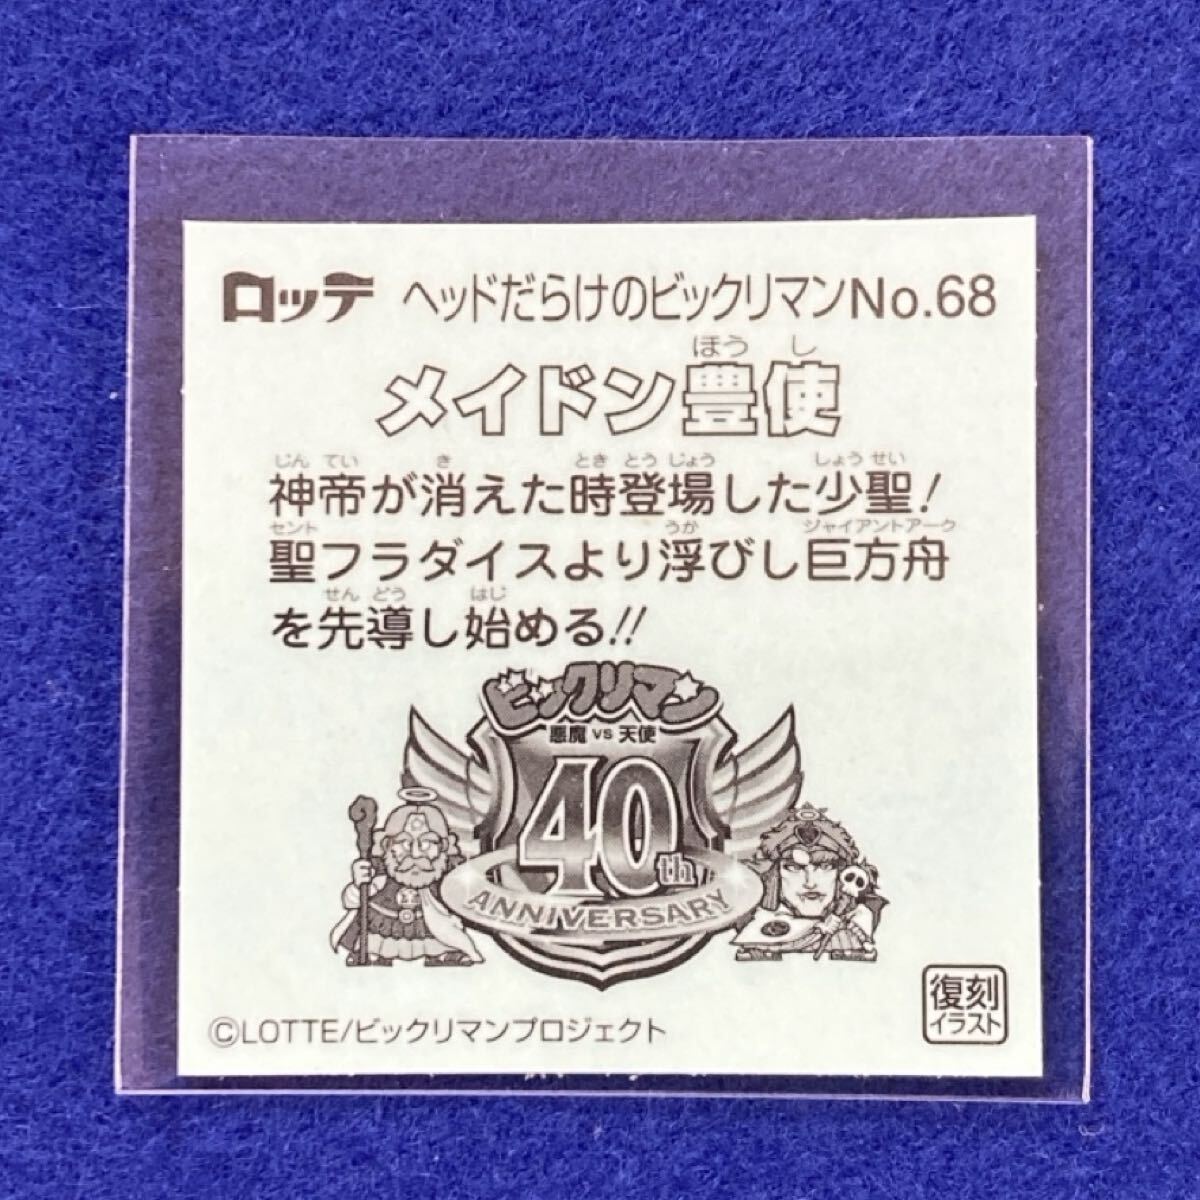 ロッテ ヘッドだらけのビックリマンNo.68
ほう し
メイドン豊使
じん てい き とき とう じょう しょう せい
神帝が消えた時登場した少聖!
セント うか ジャイアントアーク
聖フラダイスより浮びし巨方舟
せん どう はじ
を先導し始める!!
ビックリマン
悪魔 VS 天使
40th
ANNIVERSARY
復刻
イラスト
©LOTTE/ビックリマンプロジェクト